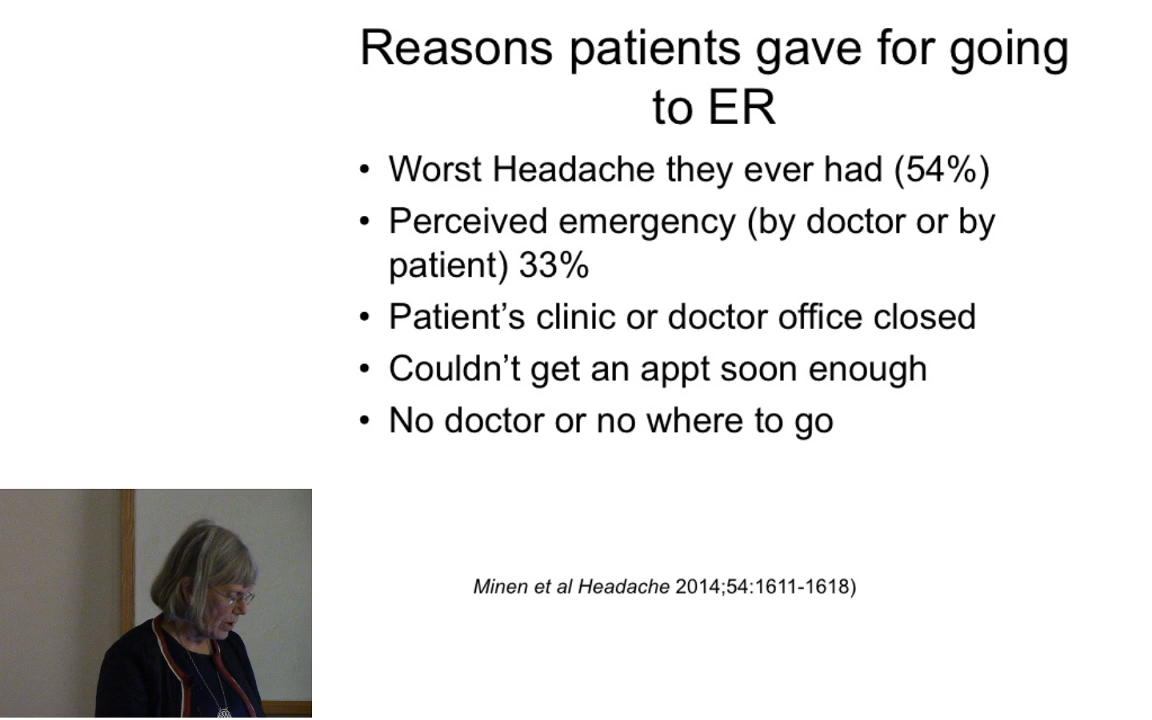 Reasons patients gave for going
to ER
• Worst Headache they ever had (54%)
• Perceived emergency (by doctor or by
patient) 33%
• Patient’s clinic or doctor office closed
• Couldn’t get an appt soon enough
• No doctor or no where to go
Minen et al Headache 2014;54:1611-1618)